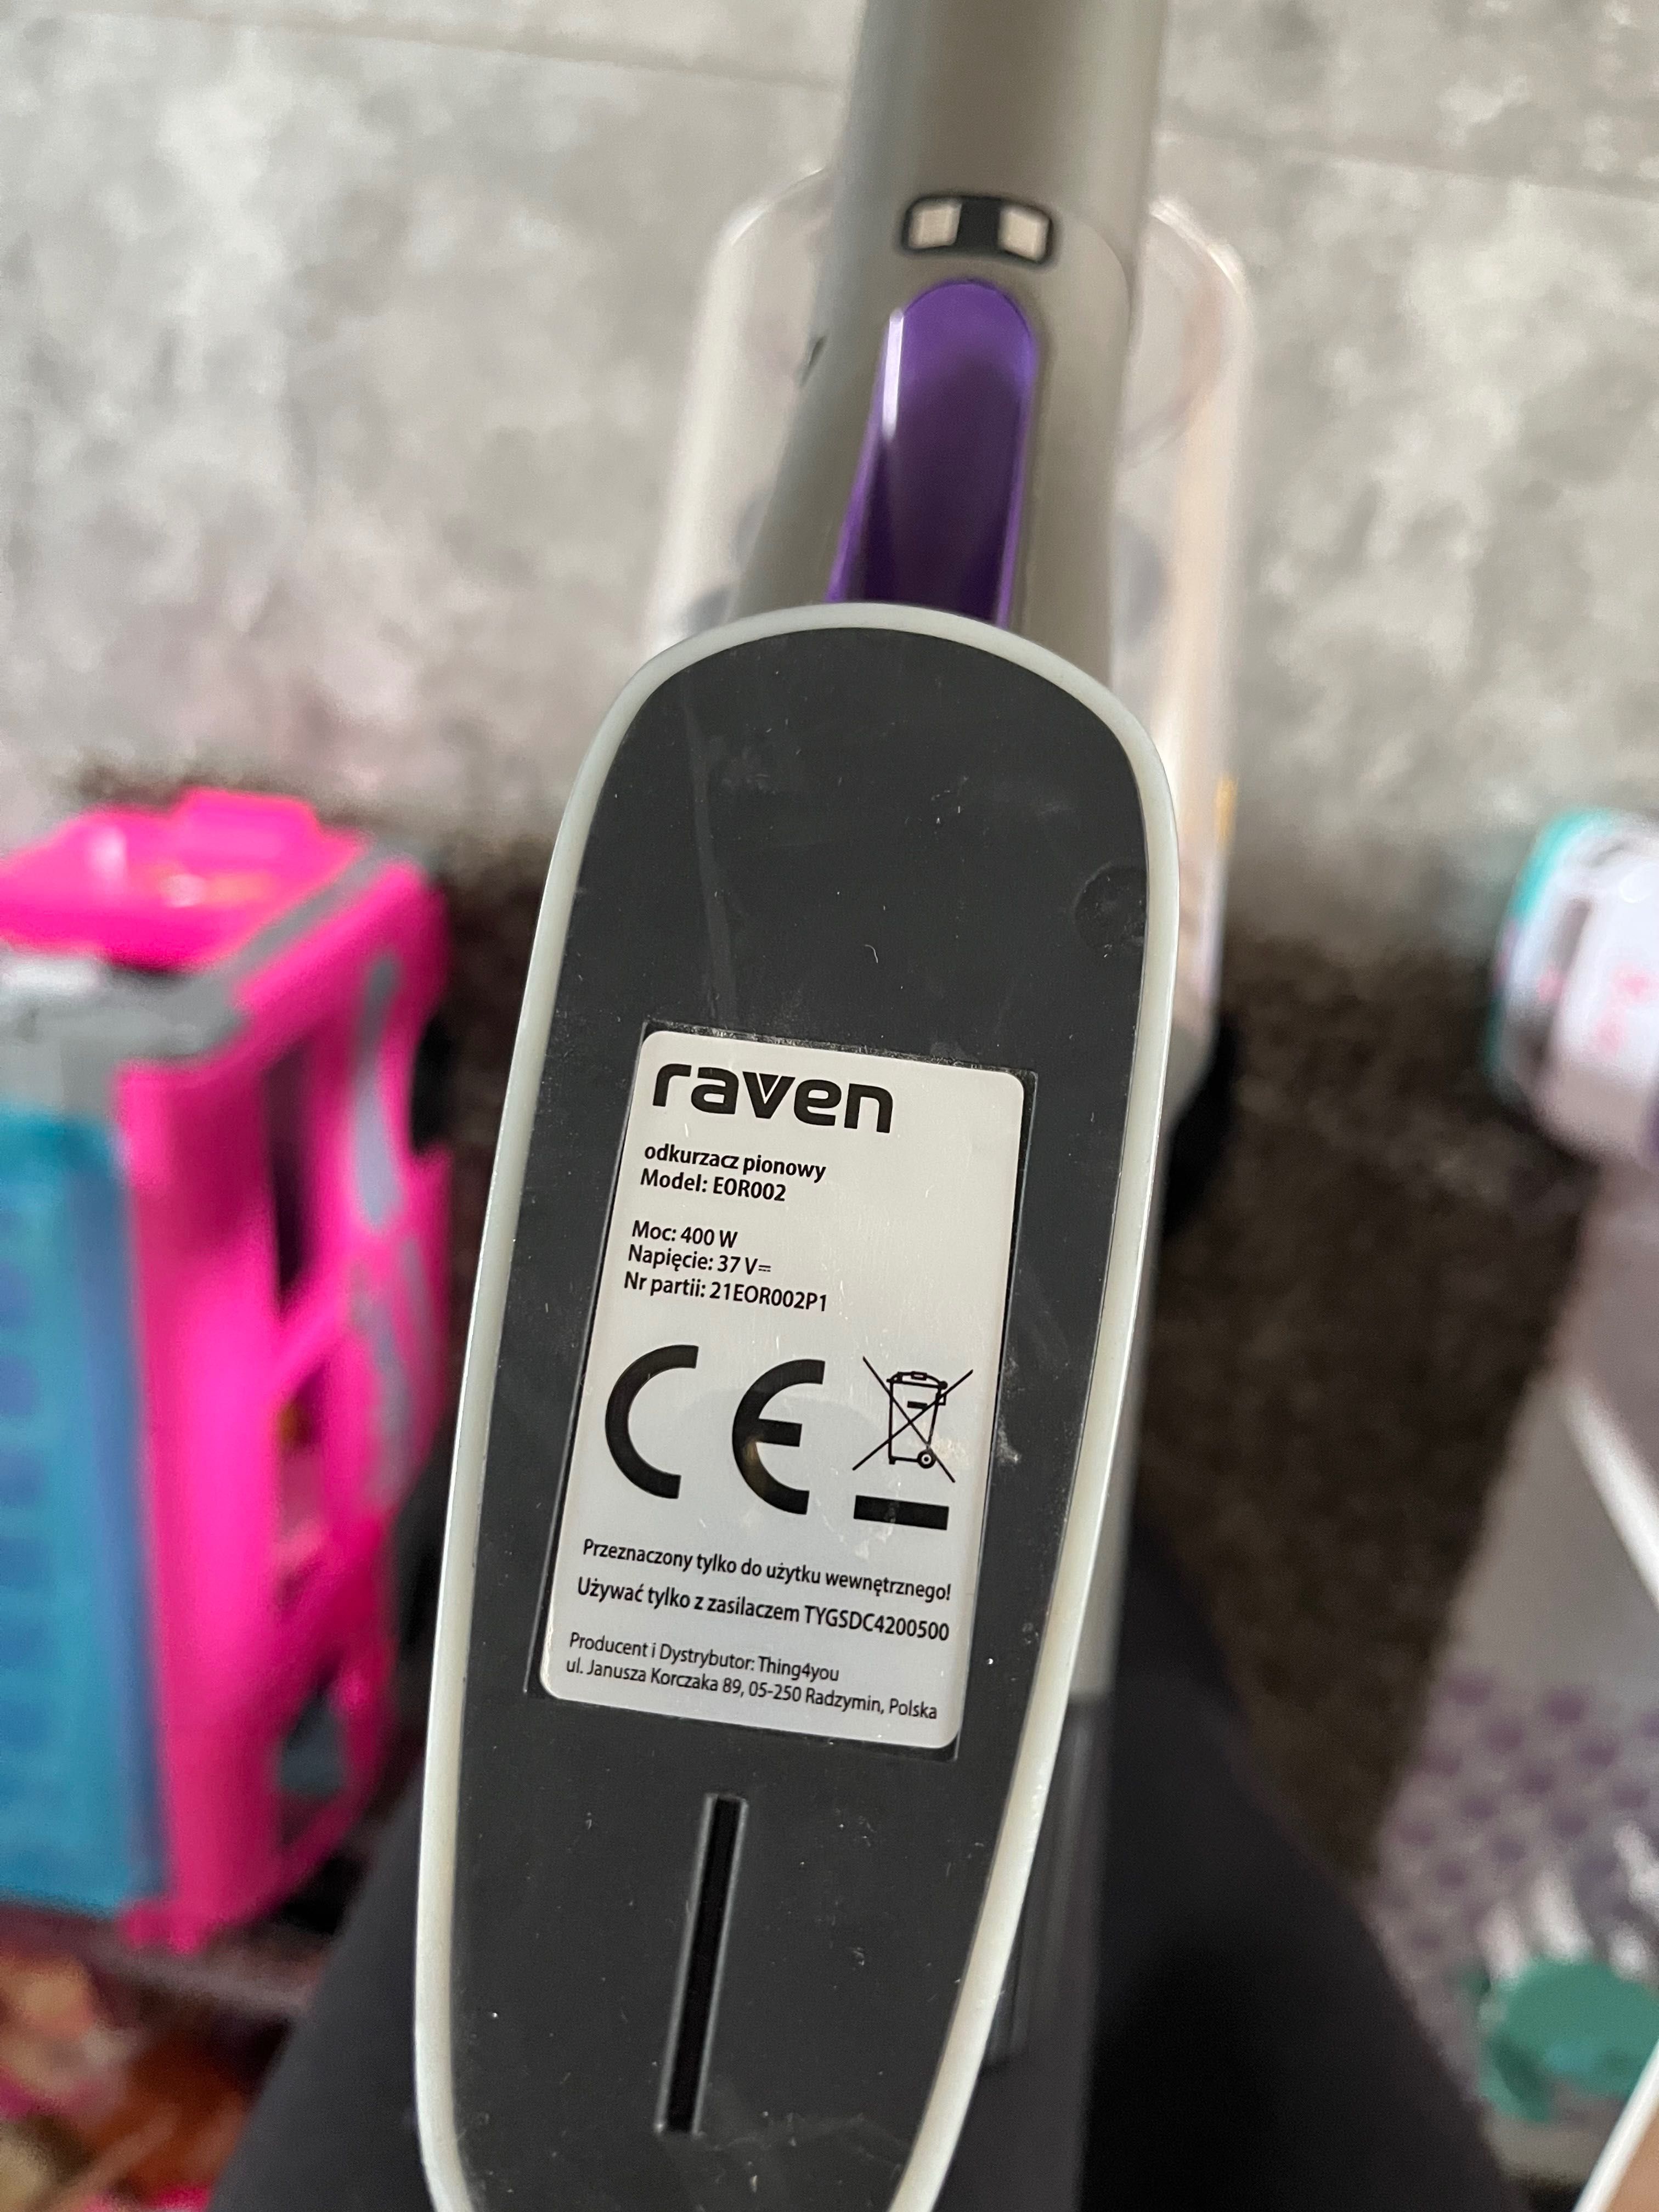 raven
odkurzacz pionowy
Model: EOR002
Moc: 400 W
Napięcie: 37 V⎓
Nr partii: 21EOR002P1
CE
Przeznaczony tylko do użytku wewnętrznego!
Używać tylko z zasilaczem TYGSDC4200500
Producent i Dystrybutor: Thing4you
ul. Janusza Korczaka 89, 05-250 Radzymin, Polska